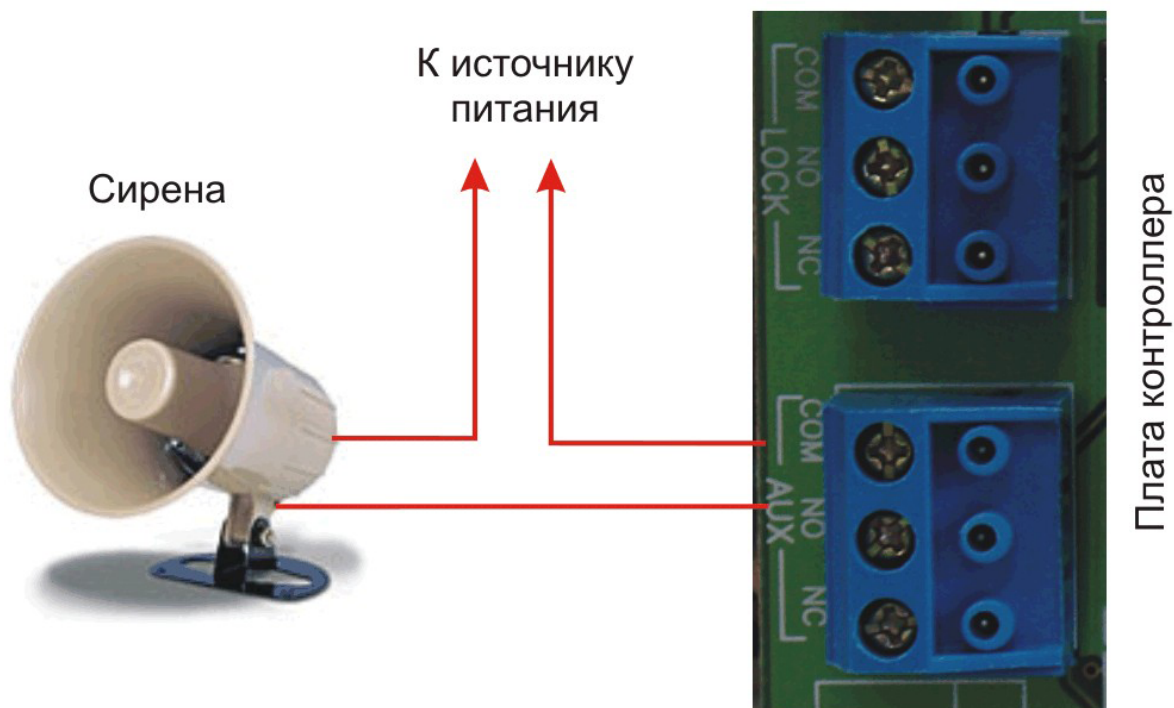 К источнику
питания
Сирена
COM
NO
NC
LOCK
COM
NO
NC
AUX
Плата контроллера